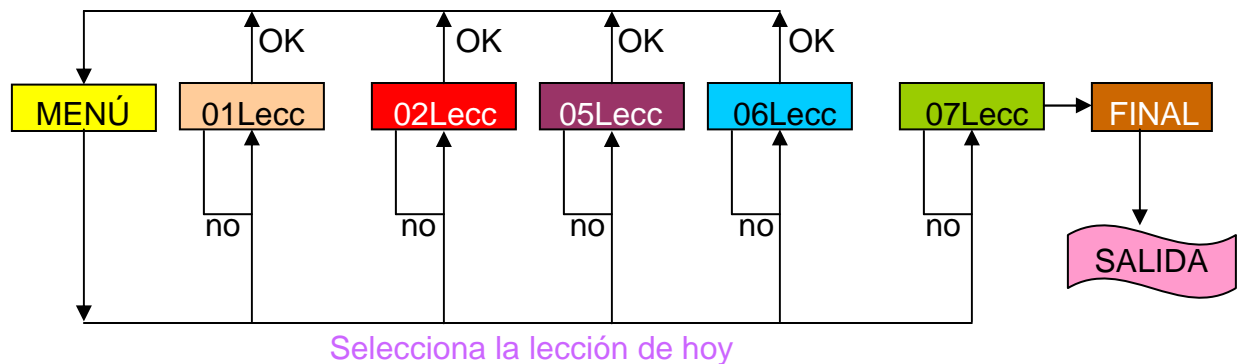 OK OK OK OK
MENÚ 01Lecc 02Lecc 05Lecc 06Lecc 07Lecc FINAL
no no no no no
SALIDA
Selecciona la lección de hoy